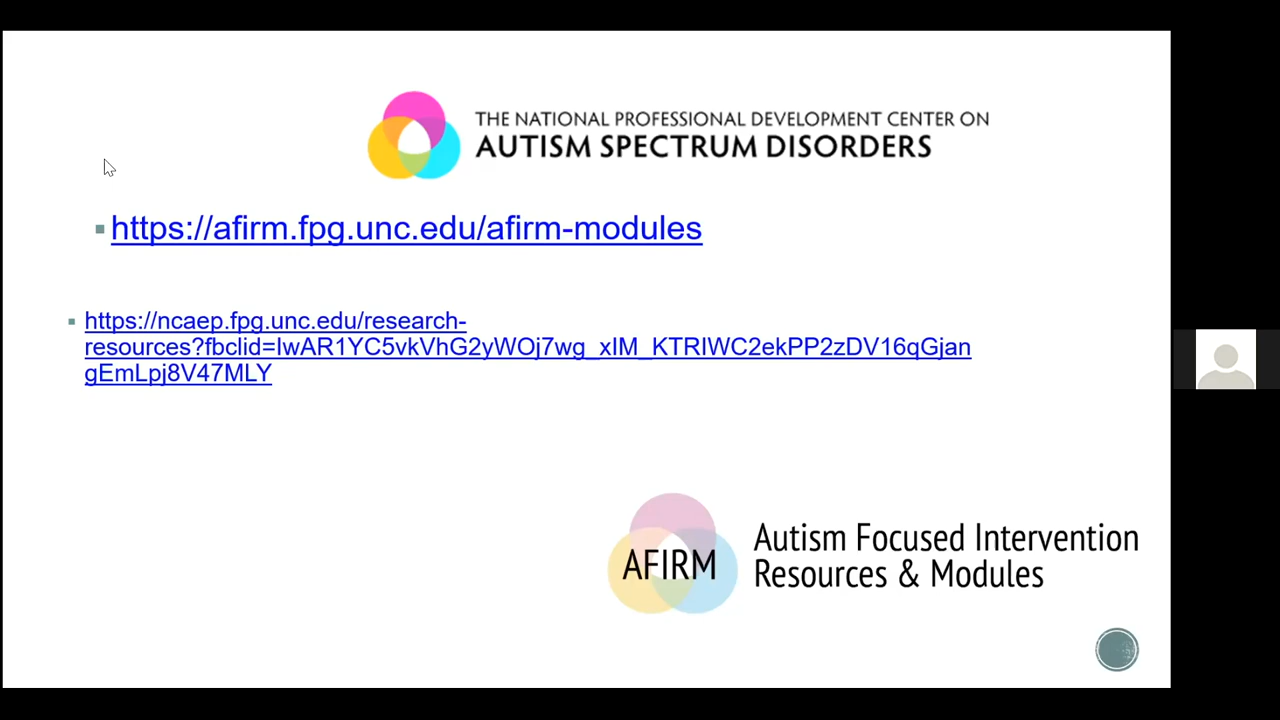 THE NATIONAL PROFESSIONAL DEVELOPMENT CENTER ON
AUTISM SPECTRUM DISORDERS
https://afirm.fpg.unc.edu/afirm-modules
https://ncaep.fpg.unc.edu/research-
resources?fbclid=IwAR1YC5vkVhG2yWOj7wg_xIM_KTRIWC2ekPP2zDV16qGjan
gEmLpj8V47MLY
AFIRM
Autism Focused Intervention
Resources & Modules